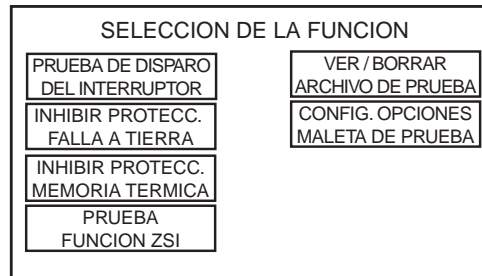 SELECCION DE LA FUNCION
PRUEBA DE DISPARO
DEL INTERRUPTOR
INHIBIR PROTECC.
FALLA A TIERRA
INHIBIR PROTECC.
MEMORIA TERMICA
PRUEBA
FUNCION ZSI
VER / BORRAR
ARCHIVO DE PRUEBA
CONFIG. OPCIONES
MALETA DE PRUEBA